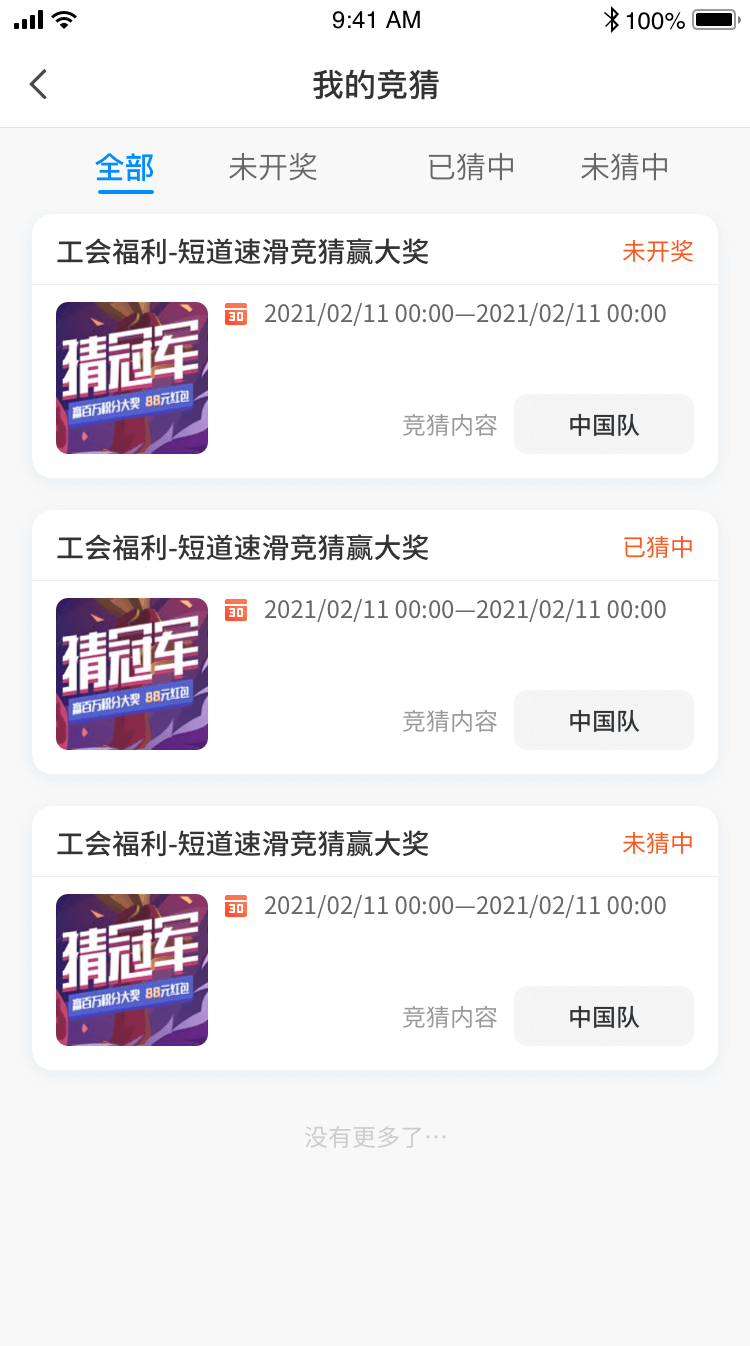 9:41 AM 100%
我的竞猜
全部 未开奖 已猜中 未猜中
工会福利-短道速滑竞猜赢大奖 未开奖
猜冠军
赢百万积分大奖 88元红包
30 2021/02/11 00:00—2021/02/11 00:00
竞猜内容 中国队
工会福利-短道速滑竞猜赢大奖 已猜中
猜冠军
赢百万积分大奖 88元红包
30 2021/02/11 00:00—2021/02/11 00:00
竞猜内容 中国队
工会福利-短道速滑竞猜赢大奖 未猜中
猜冠军
赢百万积分大奖 88元红包
30 2021/02/11 00:00—2021/02/11 00:00
竞猜内容 中国队
没有更多了…